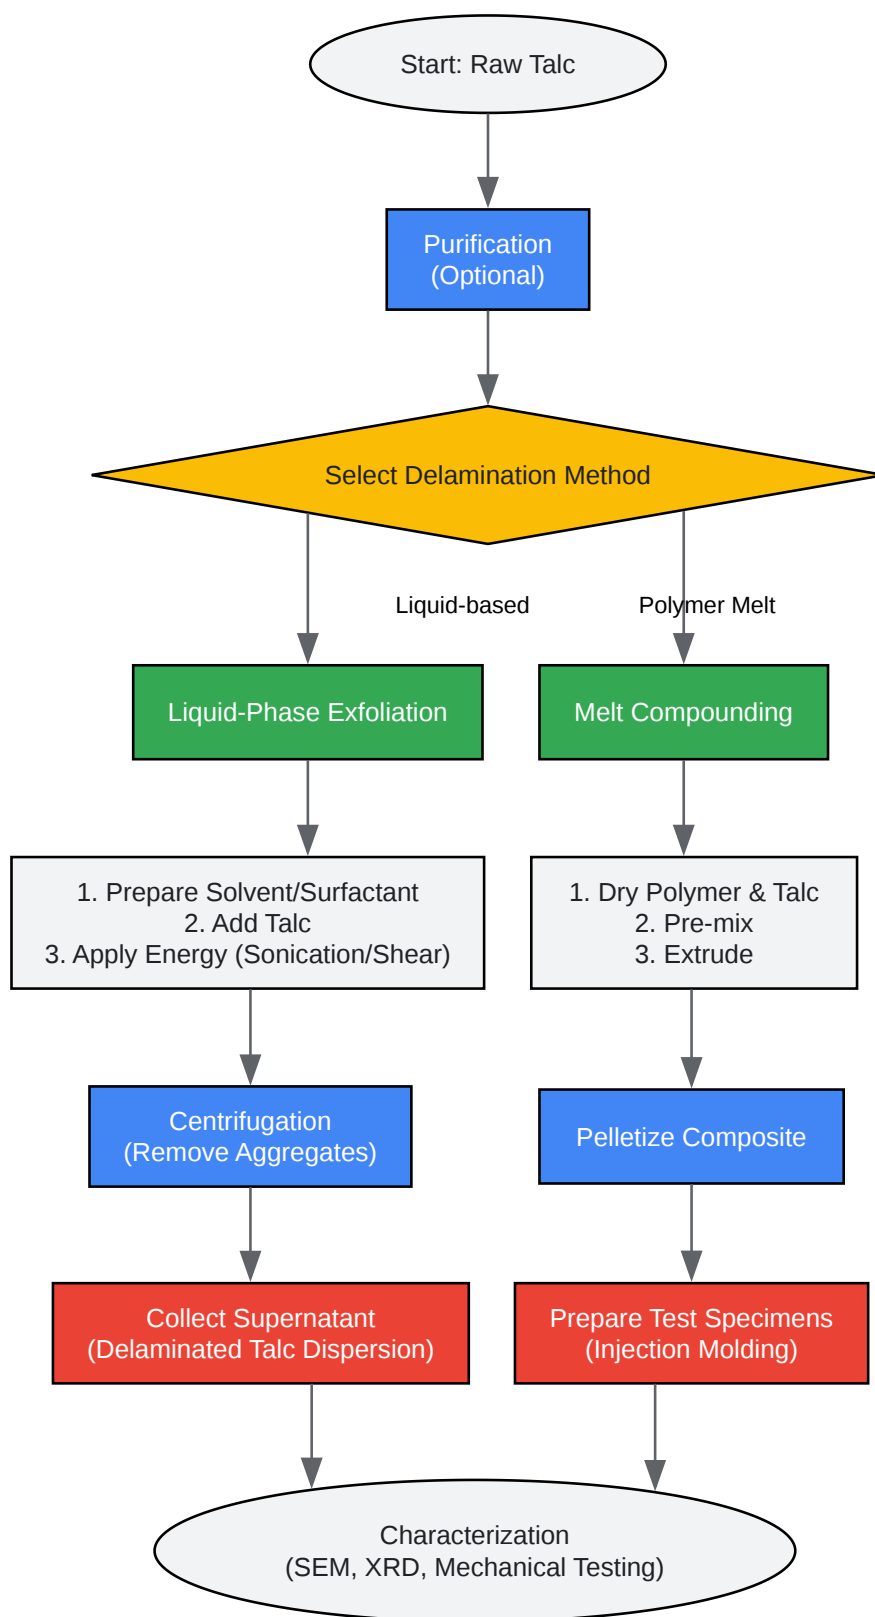 Start: Raw Talc
Purification
(Optional)
Select Delamination Method
Liquid-based
Polymer Melt
Liquid-Phase Exfoliation
Melt Compounding
1. Prepare Solvent/Surfactant
2. Add Talc
3. Apply Energy (Sonication/Shear)
1. Dry Polymer & Talc
2. Pre-mix
3. Extrude
Centrifugation
(Remove Aggregates)
Pelletize Composite
Collect Supernatant
(Delaminated Talc Dispersion)
Prepare Test Specimens
(Injection Molding)
Characterization
(SEM, XRD, Mechanical Testing)